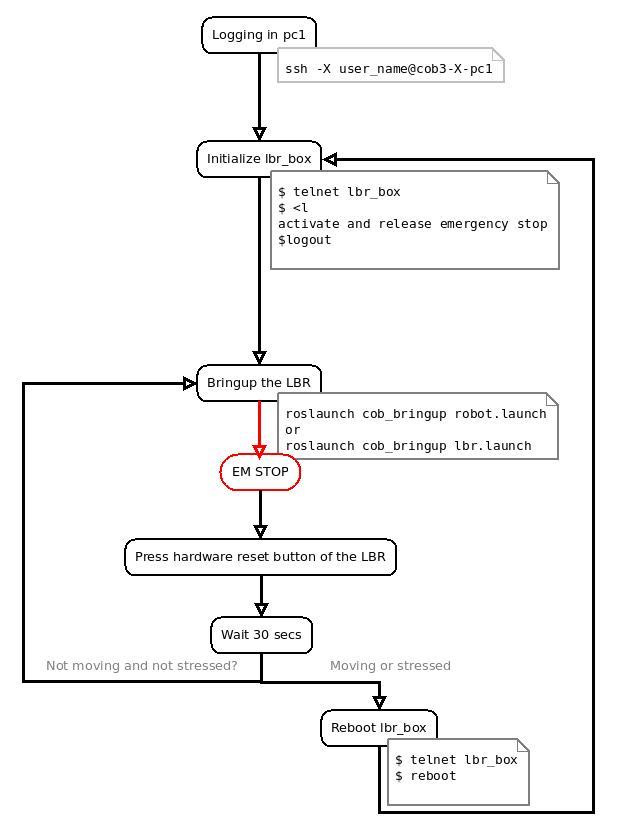 Logging in pc1
ssh -X user_name@cob3-X-pc1
Initialize lbr_box
$ telnet lbr_box
$ <l
activate and release emergency stop
$logout
Bringup the LBR
roslaunch cob_bringup robot.launch
or
roslaunch cob_bringup lbr.launch
EM STOP
Press hardware reset button of the LBR
Wait 30 secs
Not moving and not stressed?
Moving or stressed
Reboot lbr_box
$ telnet lbr_box
$ reboot